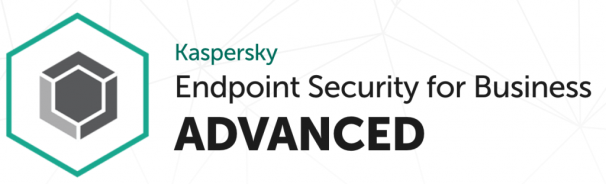 Kaspersky
Endpoint Security for Business
ADVANCED